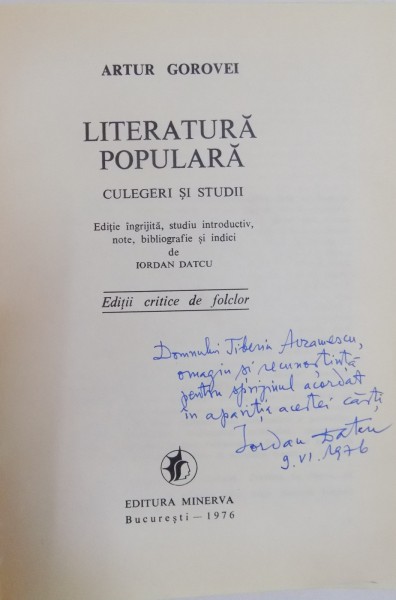 ARTUR GOROVEI
LITERATURĂ
POPULARĂ
CULEGERI ȘI STUDII
Ediție îngrijită, studiu introductiv,
note, bibliografie și indici
de
IORDAN DATCU
Ediții critice de folclor
Domnului Tiberiu Avramescu,
omagiu și recunoștință
pentru sprijinul acordat
în apariția acestei cărți
Iordan Datcu
9.VI.1976
EDITURA MINERVA
București — 1976